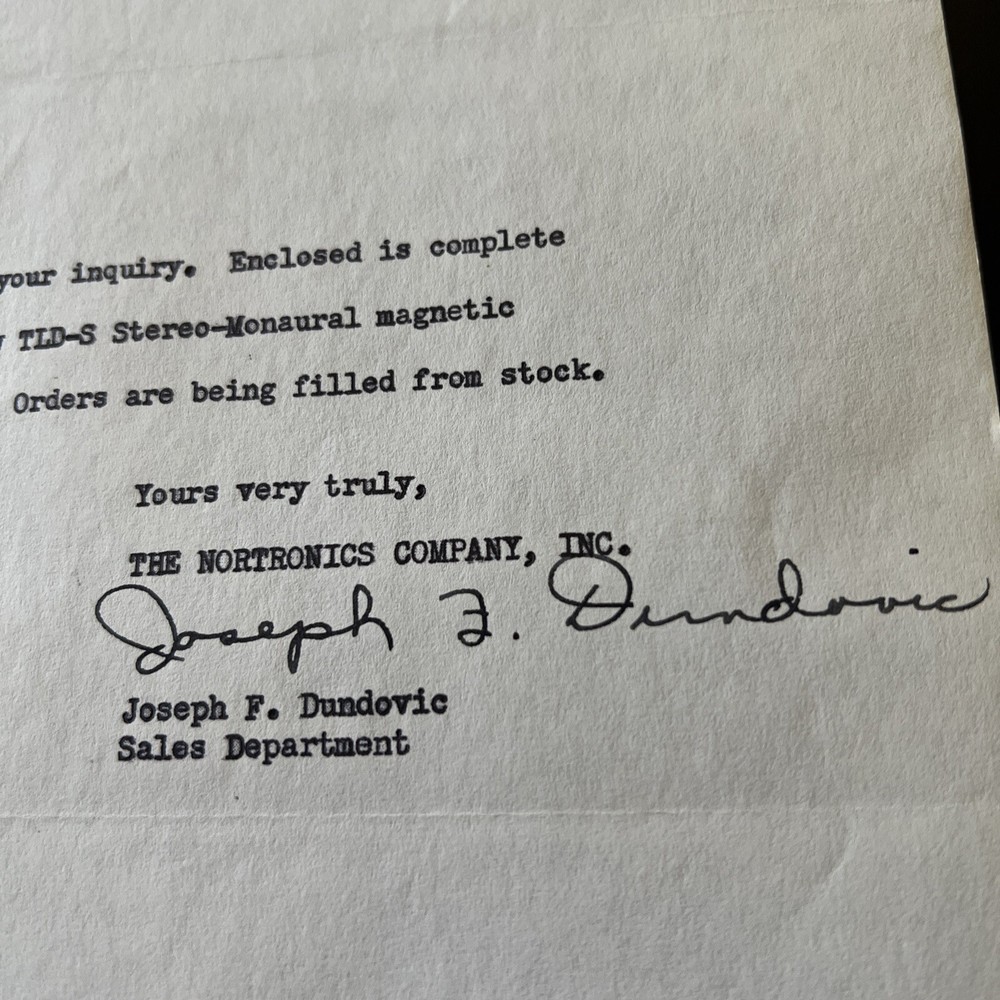 your inquiry. Enclosed is complete
TLD-S Stereo-Monaural magnetic
Orders are being filled from stock.
Yours very truly,
THE NORTRONICS COMPANY, INC.
Joseph F. Dundovic
Joseph F. Dundovic
Sales Department